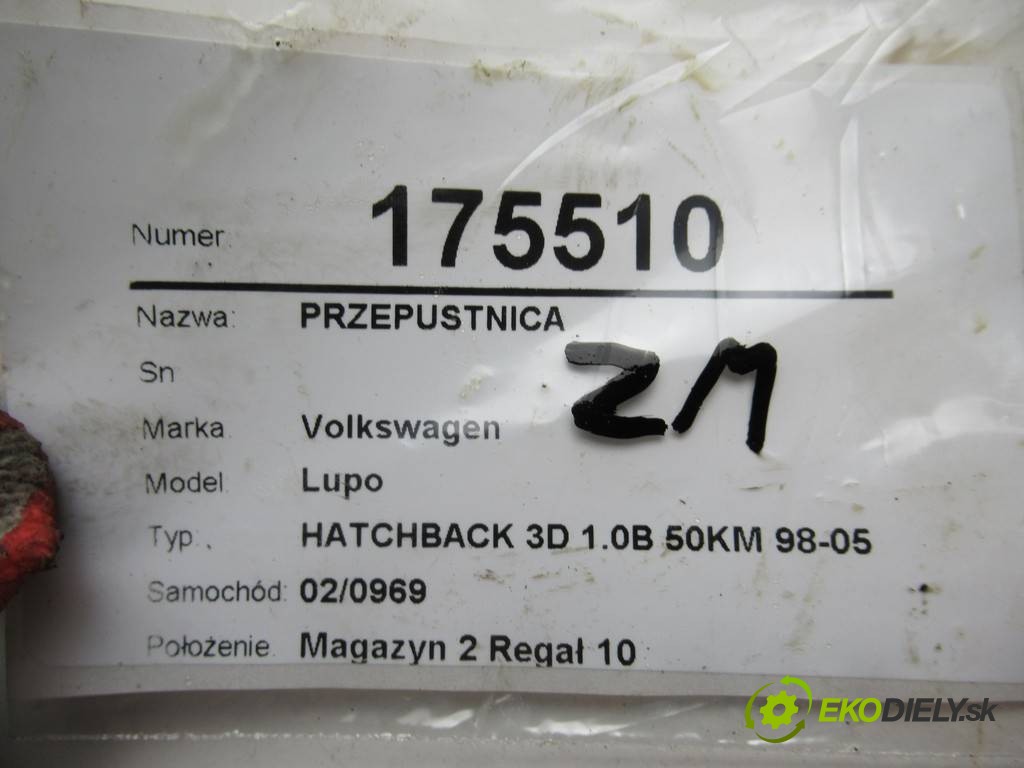 Numer: 175510
Nazwa: PRZEPUSTNICA
ZM
Sn
Marka Volkswagen
Model: Lupo
Typ: HATCHBACK 3D 1.0B 50KM 98-05
Samochód: 02/0969
Położenie: Magazyn 2 Regał 10
EKODIELY.sk